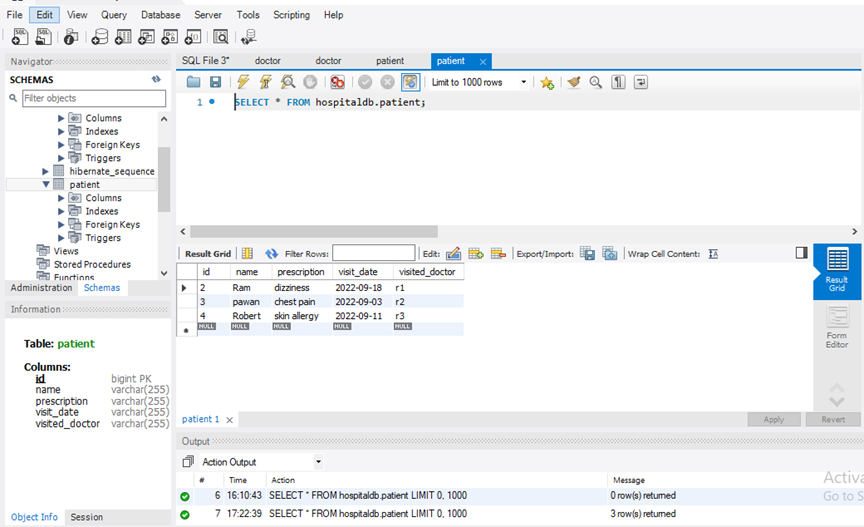 File Edit View Query Database Server Tools Scripting Help
Navigator
SCHEMAS
Filter objects
Columns
Indexes
Foreign Keys
Triggers
hibernate_sequence
patient
Columns
Indexes
Foreign Keys
Triggers
Views
Stored Procedures
Functions
Administration Schemas
Information
Table: patient
Columns:
id bigint PK
name varchar(255)
prescription varchar(255)
visit_date varchar(255)
visited_doctor varchar(255)
Object Info Session
SQL File 3* doctor doctor patient patient
Limit to 1000 rows
1 SELECT * FROM hospitaldb.patient;
Result Grid Filter Rows: Edit: Export/Import: Wrap Cell Content:
id name prescription visit_date visited_doctor
2 Ram dizziness 2022-09-18 r1
3 pawan chest pain 2022-09-03 r2
4 Robert skin allergy 2022-09-11 r3
NULL NULL NULL NULL NULL
Result
Grid
Form
Editor
patient 1 Apply Revert
Output
Action Output
# Time Action Message
6 16:10:43 SELECT * FROM hospitaldb.patient LIMIT 0, 1000 0 row(s) returned
7 17:22:39 SELECT * FROM hospitaldb.patient LIMIT 0, 1000 3 row(s) returned
Activa
Go to S